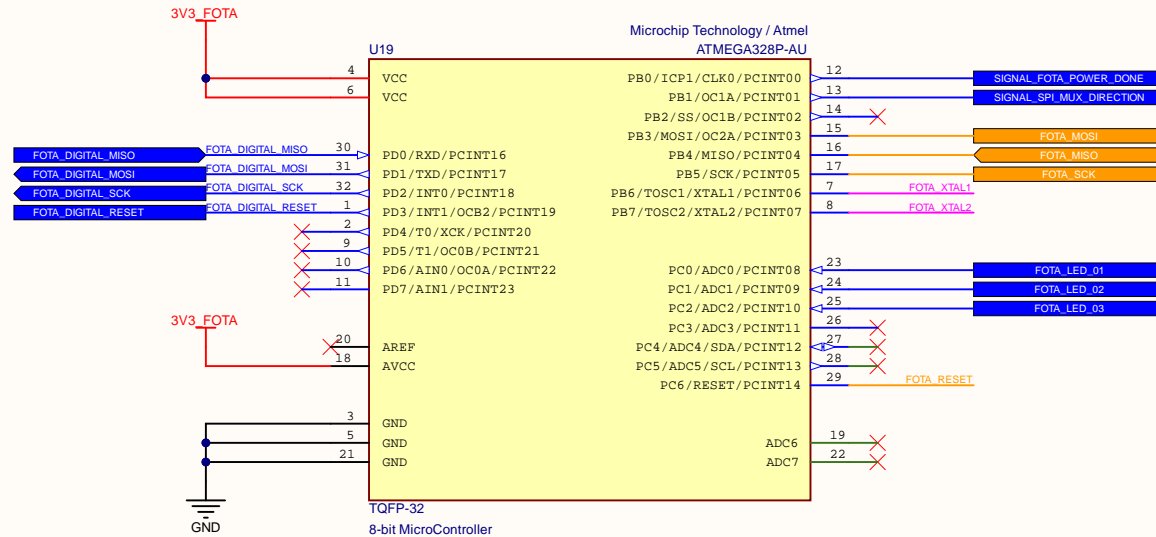 3V3_FOTA
Microchip Technology / Atmel
U19
ATMEGA328P-AU
4 VCC
6 VCC
PB0/ICP1/CLK0/PCINT00 12 SIGNAL_FOTA_POWER_DONE
PB1/OC1A/PCINT01 13 SIGNAL_SPI_MUX_DIRECTION
PB2/SS/OC1B/PCINT02 14
PB3/MOSI/OC2A/PCINT03 15 FOTA_MOSI
FOTA_DIGITAL_MISO FOTA_DIGITAL_MISO 30 PD0/RXD/PCINT16 PB4/MISO/PCINT04 16 FOTA_MISO
FOTA_DIGITAL_MOSI FOTA_DIGITAL_MOSI 31 PD1/TXD/PCINT17 PB5/SCK/PCINT05 17 FOTA_SCK
FOTA_DIGITAL_SCK FOTA_DIGITAL_SCK 32 PD2/INT0/PCINT18 PB6/TOSC1/XTAL1/PCINT06 7 FOTA_XTAL1
FOTA_DIGITAL_RESET FOTA_DIGITAL_RESET 1 PD3/INT1/OCB2/PCINT19 PB7/TOSC2/XTAL2/PCINT07 8 FOTA_XTAL2
2 PD4/T0/XCK/PCINT20
9 PD5/T1/OC0B/PCINT21
10 PD6/AIN0/OC0A/PCINT22 PC0/ADC0/PCINT08 23 FOTA_LED_01
11 PD7/AIN1/PCINT23 PC1/ADC1/PCINT09 24 FOTA_LED_02
PC2/ADC2/PCINT10 25 FOTA_LED_03
3V3_FOTA
PC3/ADC3/PCINT11 26
20 AREF PC4/ADC4/SDA/PCINT12 27
18 AVCC PC5/ADC5/SCL/PCINT13 28
PC6/RESET/PCINT14 29 FOTA_RESET
3 GND
5 GND ADC6 19
21 GND ADC7 22
TQFP-32
GND
8-bit MicroController